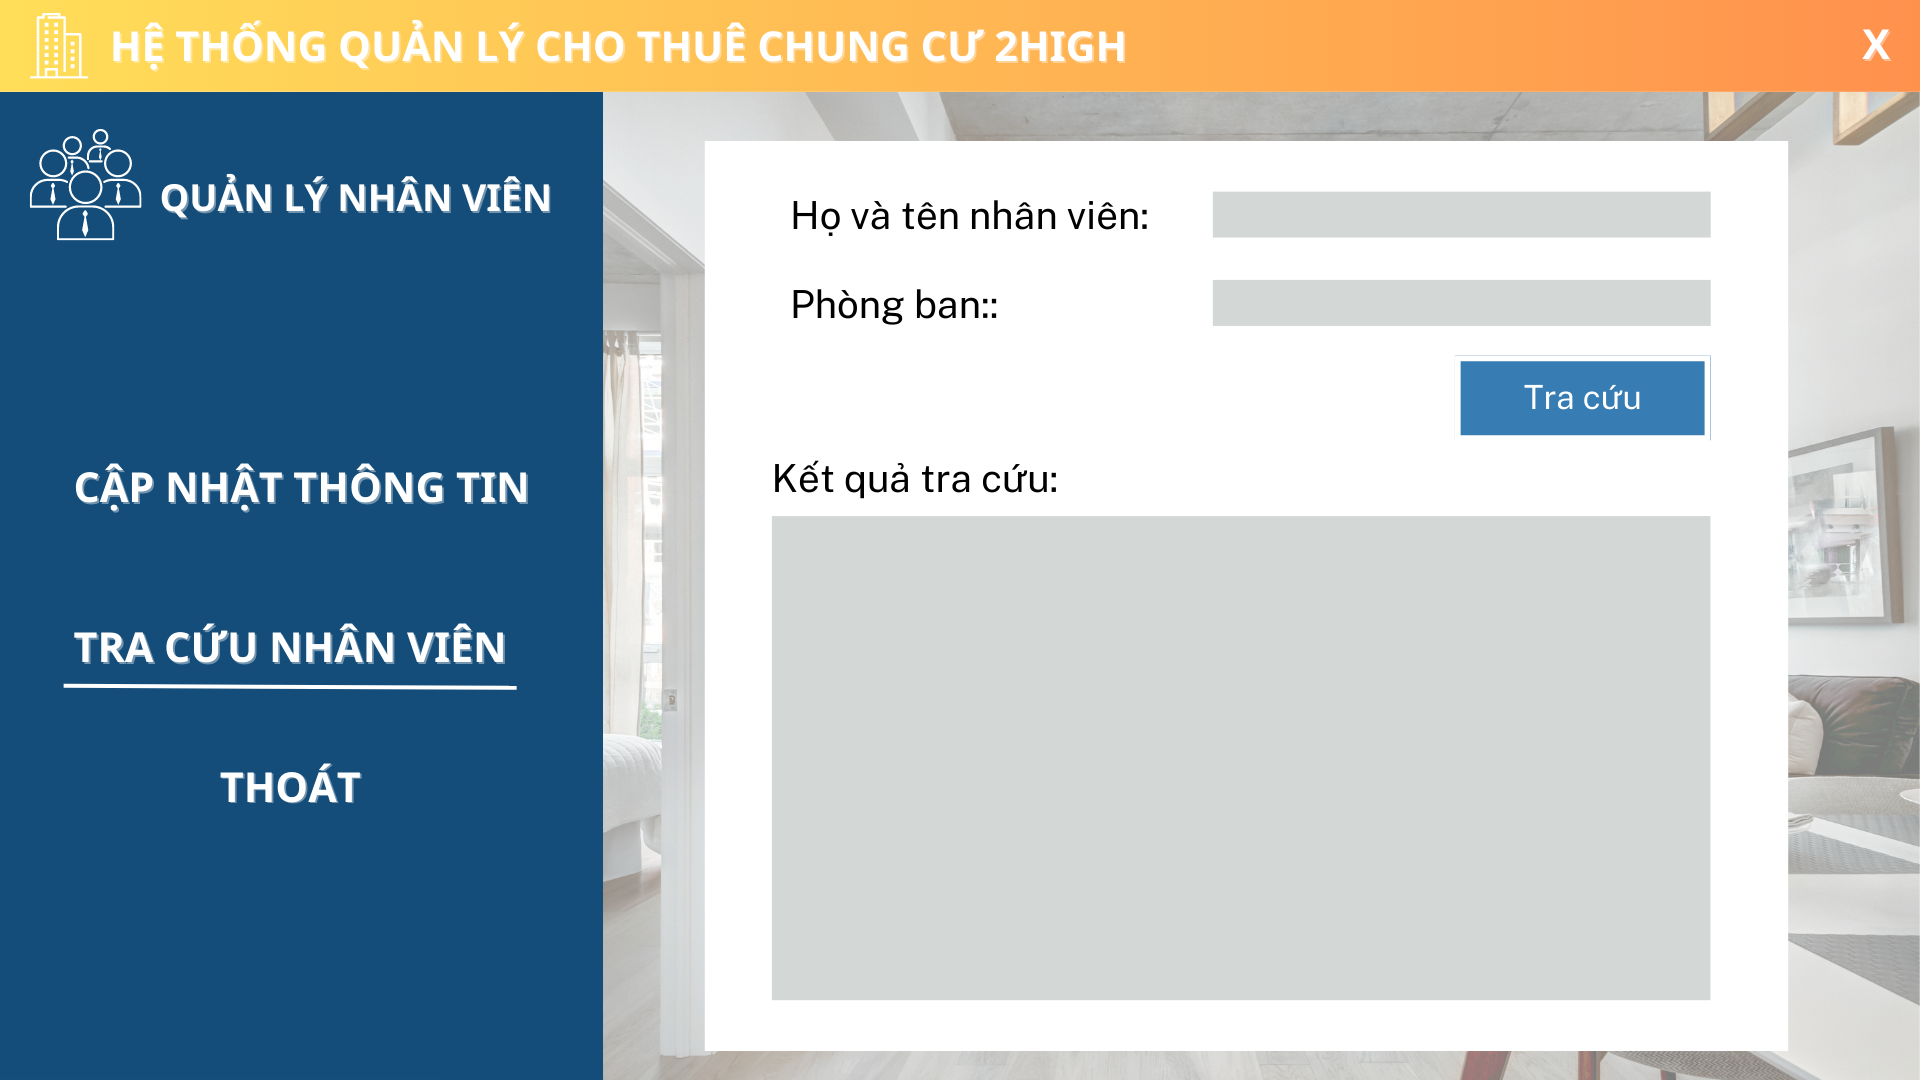 HỆ THỐNG QUẢN LÝ CHO THUÊ CHUNG CƯ 2HIGH
X
QUẢN LÝ NHÂN VIÊN
CẬP NHẬT THÔNG TIN
TRA CỨU NHÂN VIÊN
THOÁT
Họ và tên nhân viên:
Phòng ban::
Tra cứu
Kết quả tra cứu: